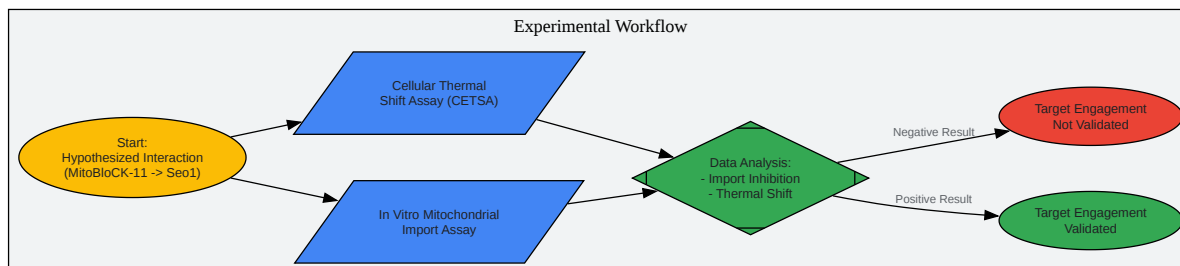 Experimental Workflow
Start:
Hypothesized Interaction
(MitoBloCK-11 -> Seo1)
Cellular Thermal
Shift Assay (CETSA)
In Vitro Mitochondrial
Import Assay
Data Analysis:
- Import Inhibition
- Thermal Shift
Negative Result
Positive Result
Target Engagement
Not Validated
Target Engagement
Validated